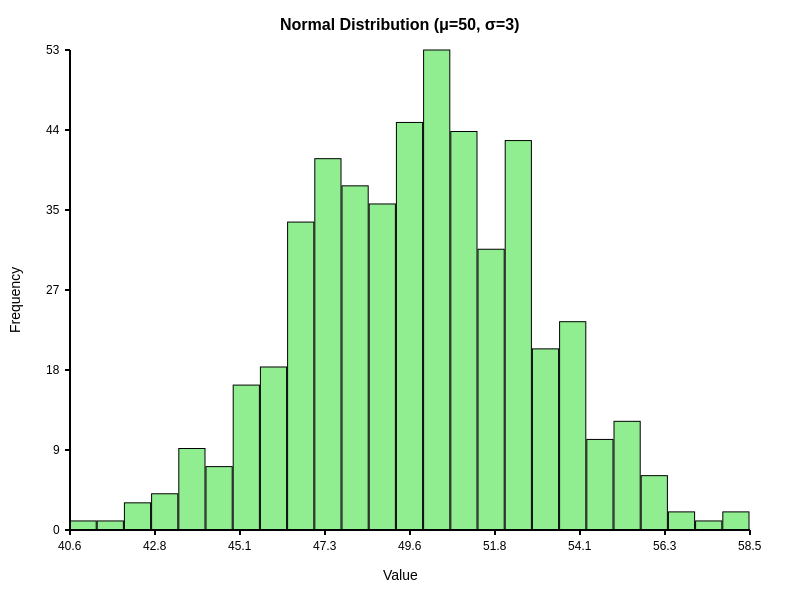 Normal Distribution (μ=50, σ=3)
53
44
35
27
18
9
0
40.6 42.8 45.1 47.3 49.6 51.8 54.1 56.3 58.5
Frequency
Value